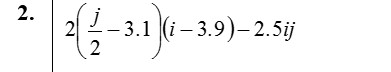 2. 2(j/2 − 3.1)(i − 3.9) − 2.5ij